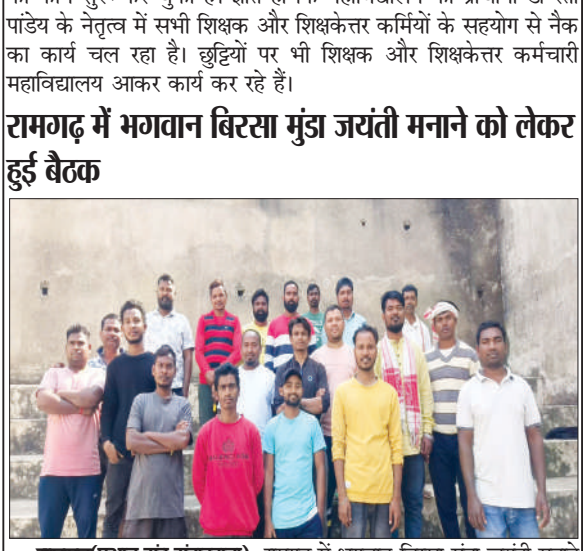 पांडेय के नेतृत्व में सभी शिक्षक और शिक्षकेत्तर कर्मियों के सहयोग से नैक
का कार्य चल रहा है। छुट्टियों पर भी शिक्षक और शिक्षकेत्तर कर्मचारी
महाविद्यालय आकर कार्य कर रहे हैं।
रामगढ़ में भगवान बिरसा मुंडा जयंती मनाने को लेकर
हुई बैठक